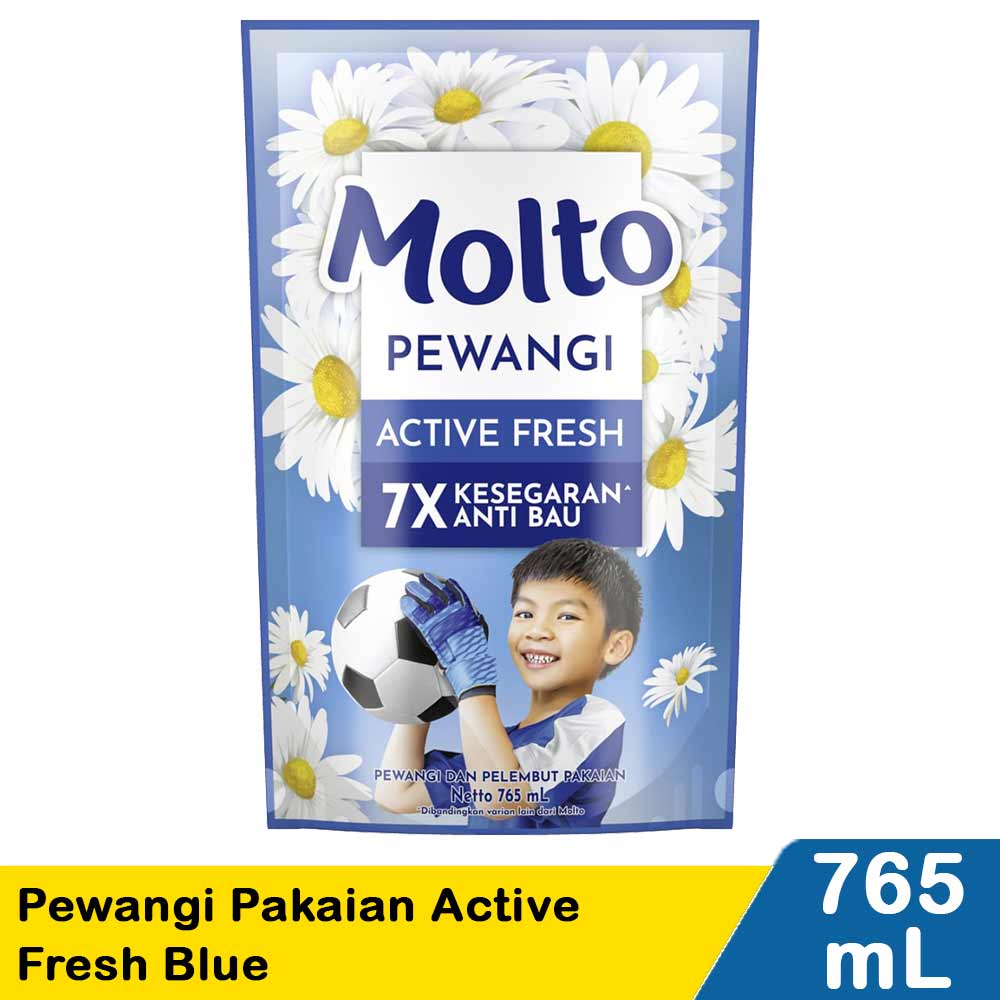 Molto
PEWANGI
ACTIVE FRESH
7X KESEGARAN^
ANTI BAU
PEWANGI DAN PELEMBUT PAKAIAN
Netto 765 mL
^Dibandingkan varian lain dari Molto
Pewangi Pakaian Active
Fresh Blue
765
mL